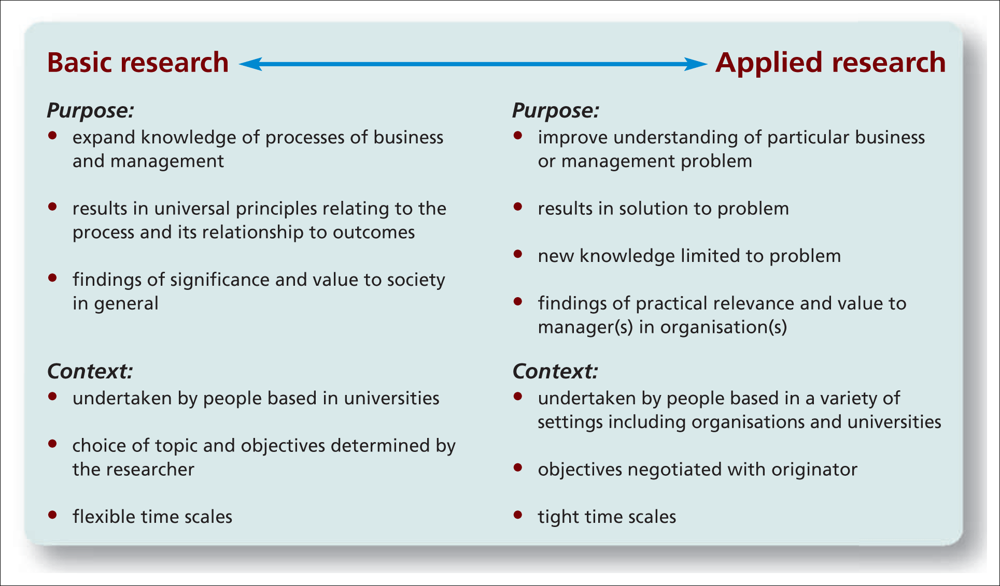 Basic research
Applied research
Purpose:
• expand knowledge of processes of business
and management
• results in universal principles relating to the
process and its relationship to outcomes
• findings of significance and value to society
in general
Context:
• undertaken by people based in universities
• choice of topic and objectives determined by
the researcher
• flexible time scales
Purpose:
• improve understanding of particular business
or management problem
• results in solution to problem
• new knowledge limited to problem
• findings of practical relevance and value to
manager(s) in organisation(s)
Context:
• undertaken by people based in a variety of
settings including organisations and universities
• objectives negotiated with originator
• tight time scales